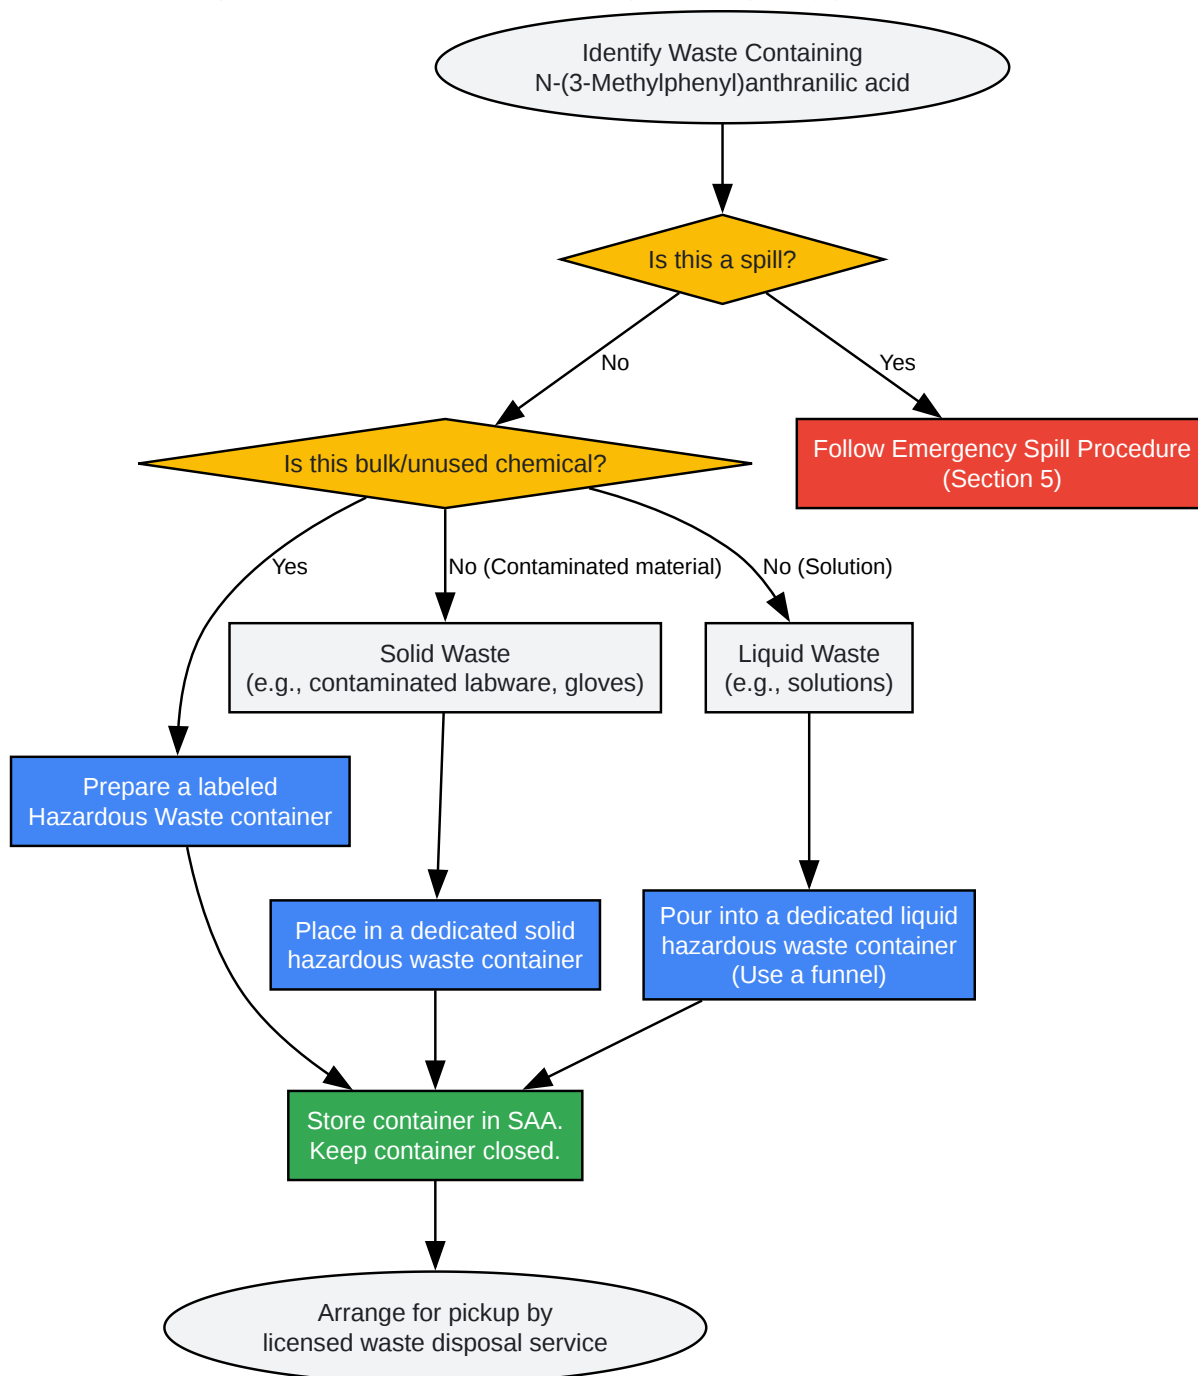 Identify Waste Containing
N-(3-Methylphenyl)anthranilic acid
Is this a spill?
No
Yes
Is this bulk/unused chemical?
Follow Emergency Spill Procedure
(Section 5)
Yes
No (Contaminated material)
No (Solution)
Solid Waste
(e.g., contaminated labware, gloves)
Liquid Waste
(e.g., solutions)
Prepare a labeled
Hazardous Waste container
Place in a dedicated solid
hazardous waste container
Pour into a dedicated liquid
hazardous waste container
(Use a funnel)
Store container in SAA.
Keep container closed.
Arrange for pickup by
licensed waste disposal service